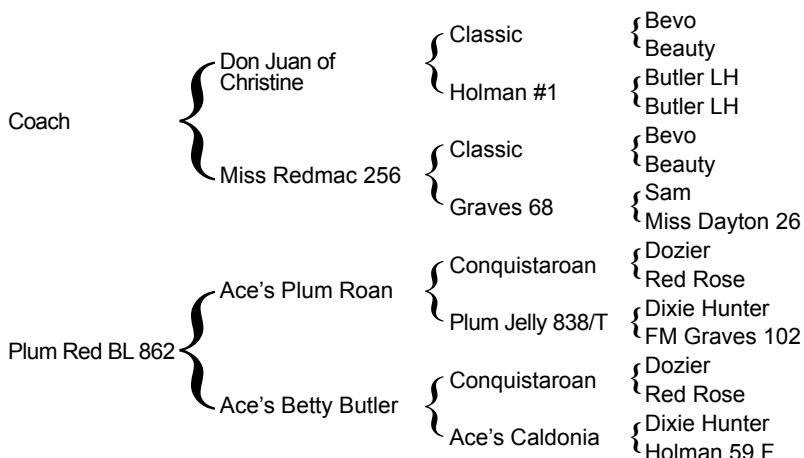 Coach
Don Juan of
Christine
Classic
Bevo
Beauty
Holman #1
Butler LH
Butler LH
Miss Redmac 256
Classic
Bevo
Beauty
Graves 68
Sam
Miss Dayton 26
Plum Red BL 862
Ace's Plum Roan
Conquistaroan
Dozier
Red Rose
Plum Jelly 838/T
Dixie Hunter
FM Graves 102
Ace's Betty Butler
Conquistaroan
Dozier
Red Rose
Ace's Caldonia
Dixie Hunter
Holman 59 F